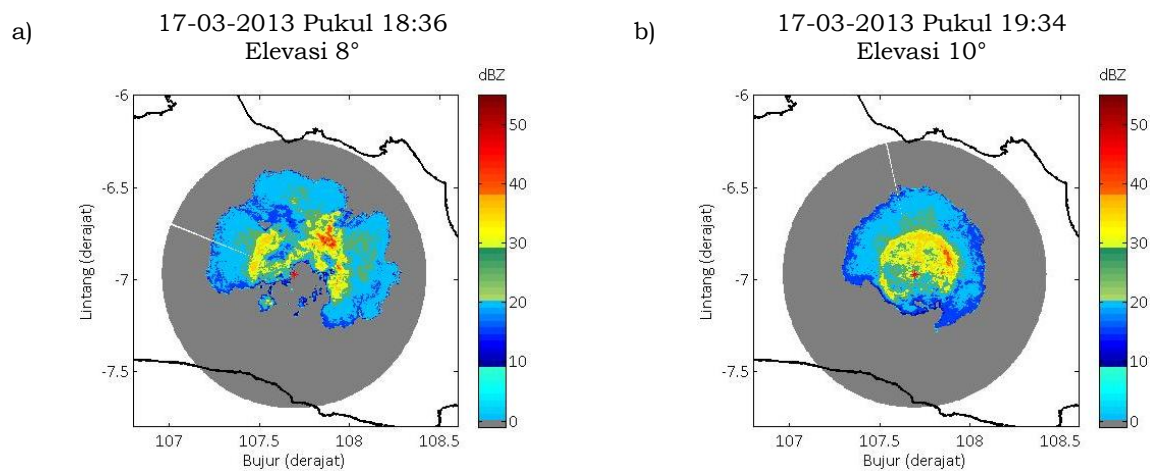 a)
17-03-2013 Pukul 18:36
Elevasi 8°
dBZ
50
40
30
20
10
0
-6
-6.5
-7
-7.5
Lintang (derajat)
107
107.5
108
108.5
Bujur (derajat)
b)
17-03-2013 Pukul 19:34
Elevasi 10°
dBZ
50
40
30
20
10
0
-6
-6.5
-7
-7.5
Lintang (derajat)
107
107.5
108
108.5
Bujur (derajat)